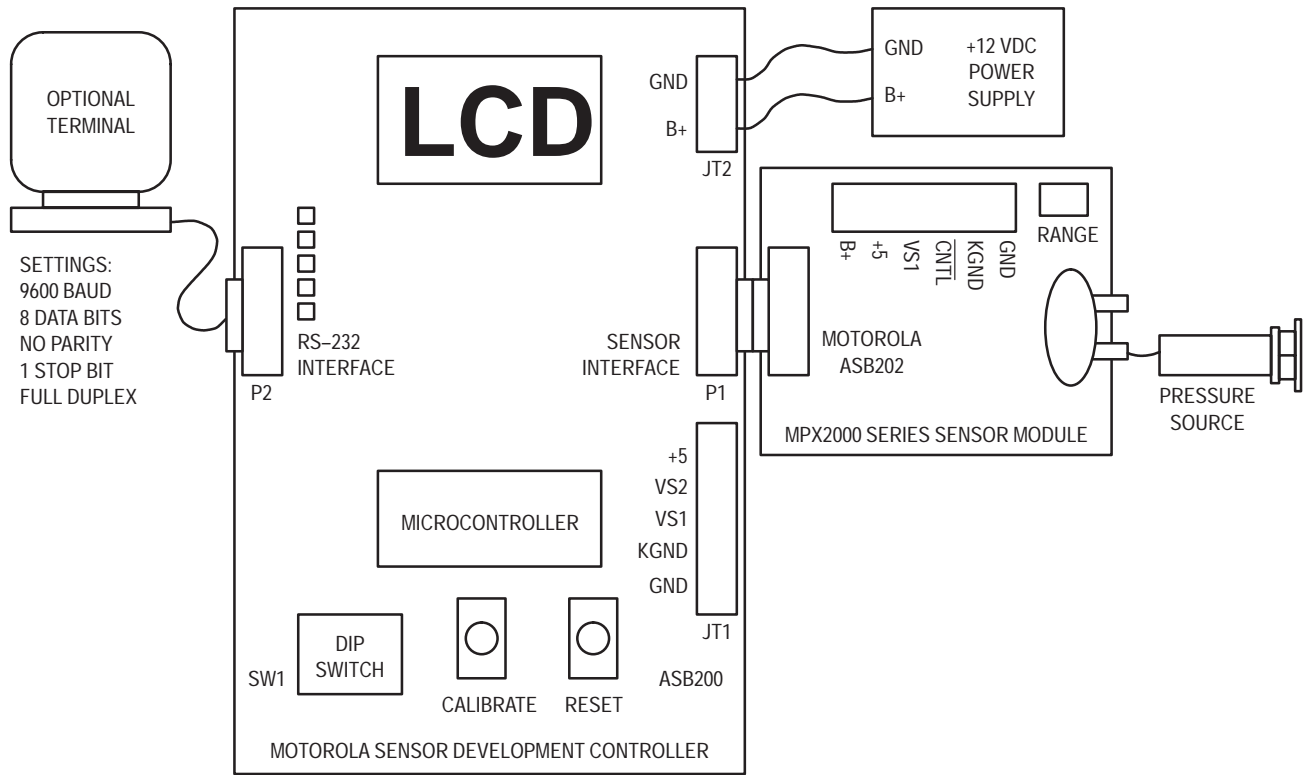 OPTIONAL
TERMINAL
SETTINGS:
9600 BAUD
8 DATA BITS
NO PARITY
1 STOP BIT
FULL DUPLEX
LCD
GND
B+
JT2
GND
B+
+12 VDC
POWER
SUPPLY
P2
RS–232
INTERFACE
SENSOR
INTERFACE
P1
B+
+5
VS1
CNTL
KGND
GND
RANGE
MOTOROLA
ASB202
MPX2000 SERIES SENSOR MODULE
PRESSURE
SOURCE
MICROCONTROLLER
+5
VS2
VS1
KGND
GND
JT1
SW1
DIP
SWITCH
CALIBRATE
RESET
ASB200
MOTOROLA SENSOR DEVELOPMENT CONTROLLER